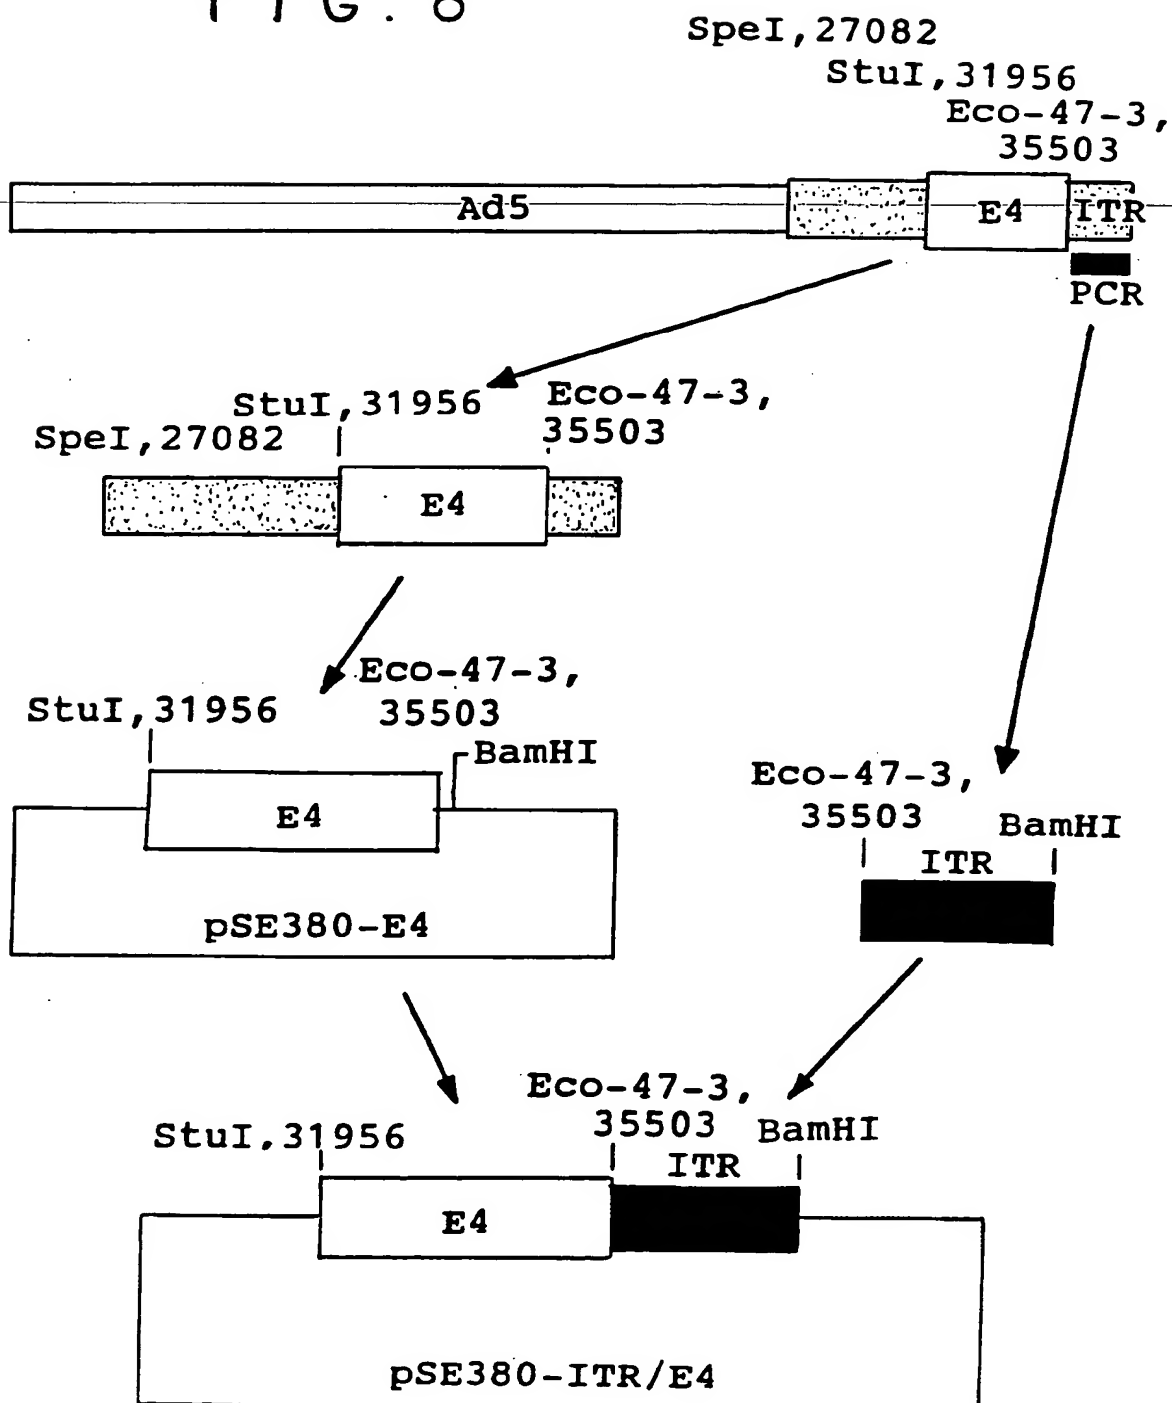 FIG. 8
SpeI,27082
StuI,31956
Eco-47-3,
35503
Ad5
E4
ITR
PCR
StuI,31956
Eco-47-3,
35503
SpeI,27082
E4
Eco-47-3,
35503
StuI,31956
BamHI
E4
pSE380-E4
Eco-47-3,
35503
BamHI
ITR
Eco-47-3,
35503
BamHI
StuI,31956
ITR
E4
pSE380-ITR/E4